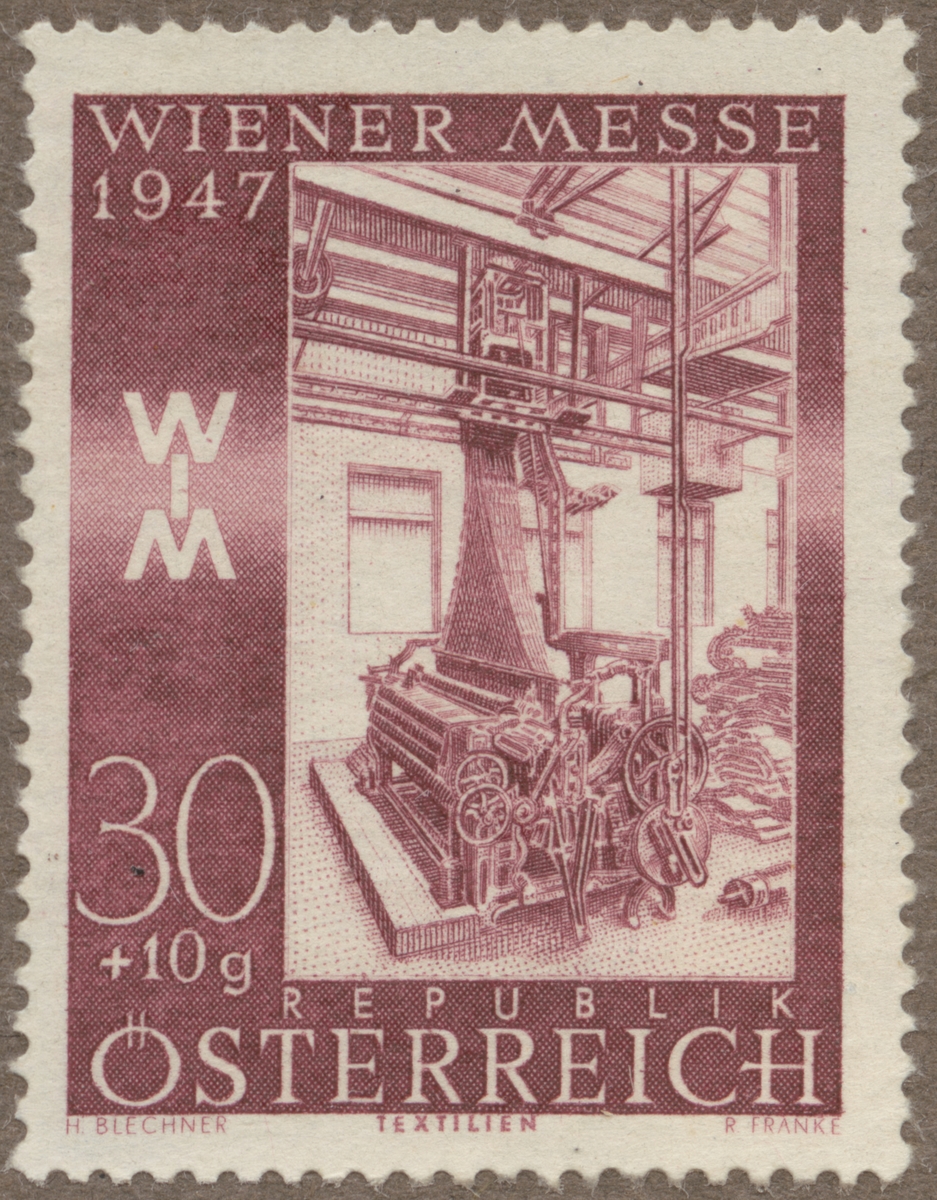 WIENER MESSE
1947
W
I
M
30
+10g
REPUBLIK
ÖSTERREICH
H. BLECHNER TEXTILIEN R. FRANKE